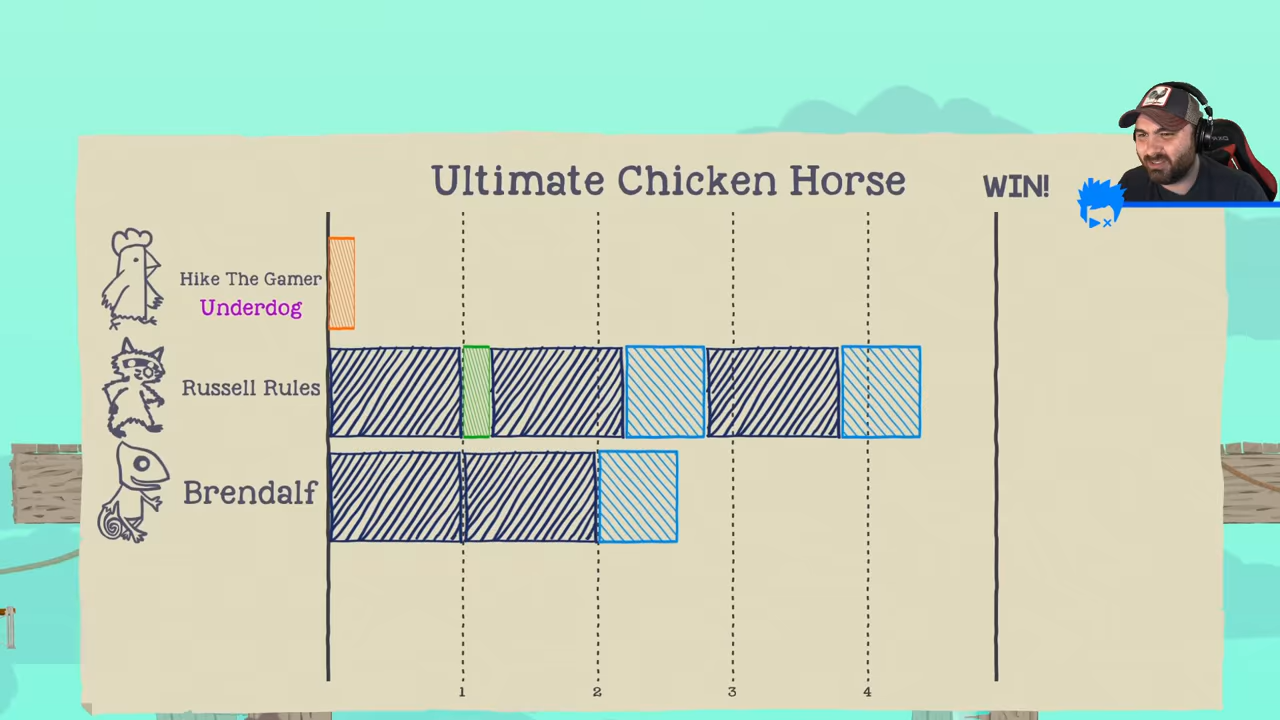 Ultimate Chicken Horse
WIN!
Hike The Gamer
Underdog
Russell Rules
Brendalf
1 2 3 4